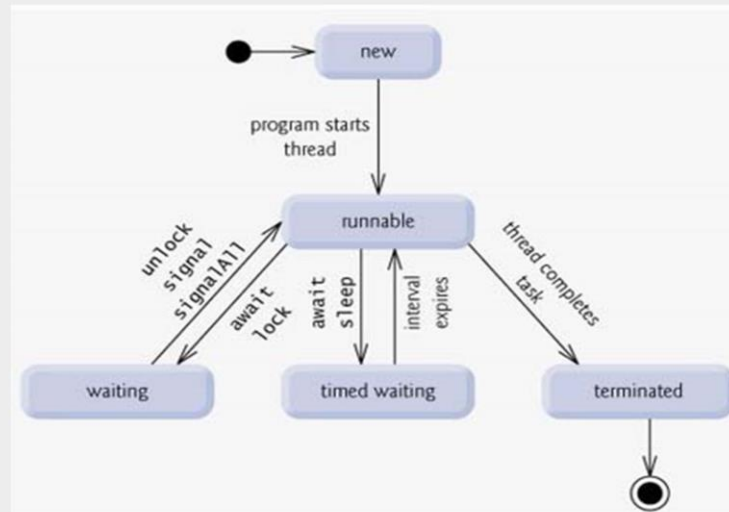 new
program starts
thread
runnable
unlock
signal
signalAll
await
lock
await
sleep
interval
expires
thread completes
task
waiting
timed waiting
terminated